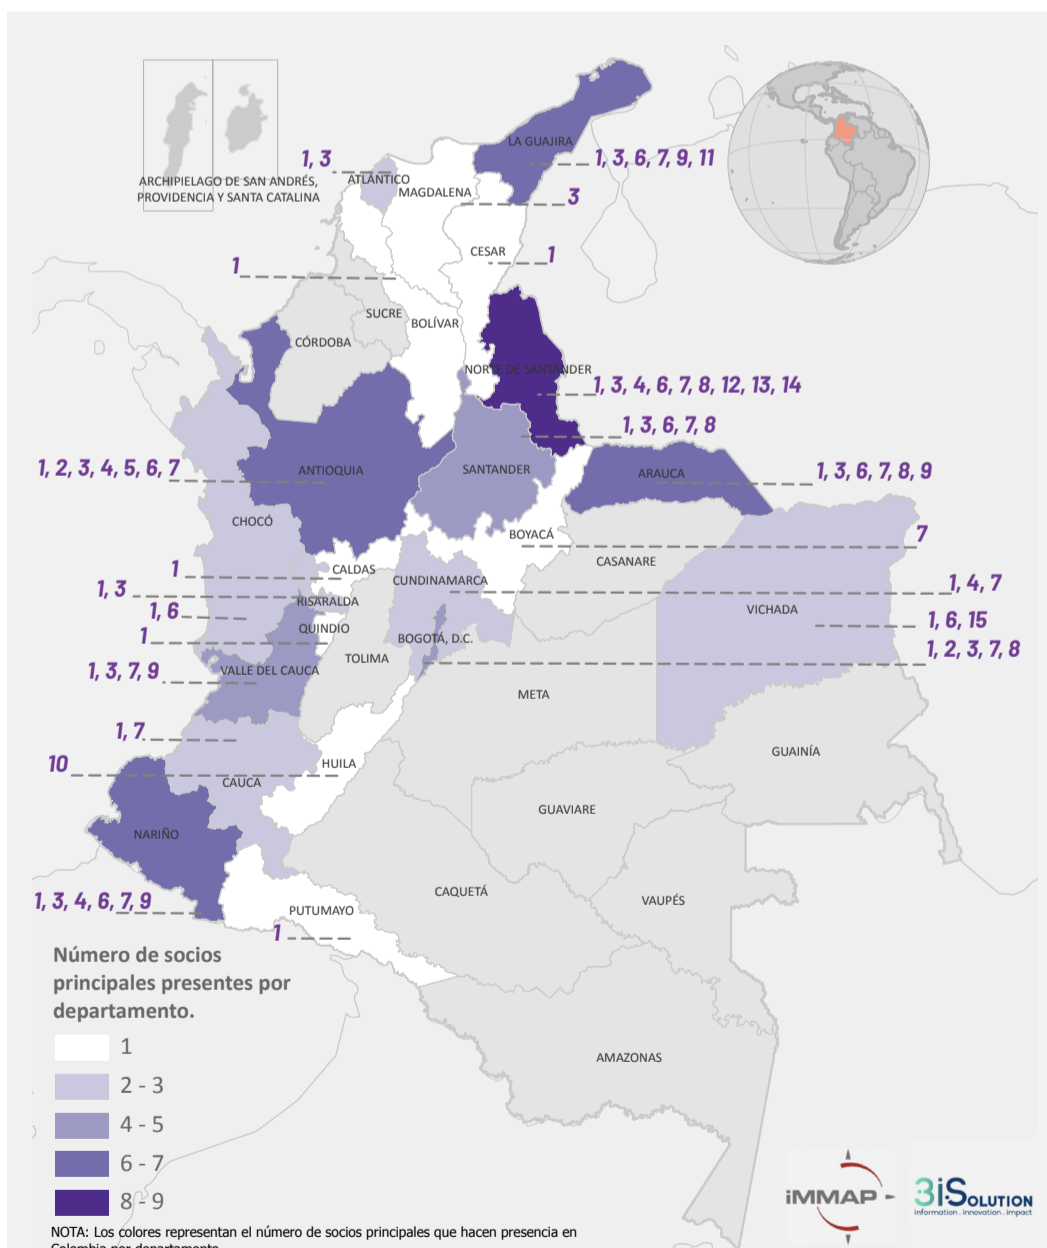 LA GUAJIRA
1, 3
1, 3, 6, 7, 9, 11
ATLÁNTICO
ARCHIPIELAGO DE SAN ANDRÉS,
PROVIDENCIA Y SANTA CATALINA
MAGDALENA
3
CESAR
1
1
SUCRE
BOLÍVAR
CÓRDOBA
NORTE DE SANTANDER
1, 3, 4, 6, 7, 8, 12, 13, 14
1, 3, 6, 7, 8
1, 2, 3, 4, 5, 6, 7
ANTIOQUIA
SANTANDER
ARAUCA
1, 3, 6, 7, 8, 9
CHOCÓ
BOYACÁ
7
CASANARE
1
CALDAS
CUNDINAMARCA
1, 4, 7
1, 3
RISARALDA
VICHADA
1, 6
1, 6, 15
QUINDIO
1
BOGOTÁ, D.C.
1, 2, 3, 7, 8
TOLIMA
1, 3, 7, 9
VALLE DEL CAUCA
META
1, 7
GUAINÍA
10
HUILA
CAUCA
GUAVIARE
NARIÑO
CAQUETÁ
VAUPÉS
1, 3, 4, 6, 7, 9
PUTUMAYO
1
Número de socios
principales presentes por
departamento.
1
2 - 3
4 - 5
6 - 7
8 - 9
AMAZONAS
iMMAP
3iSOLUTION
information . innovation . impact
NOTA: Los colores representan el número de socios principales que hacen presencia en
Colombia por departamento